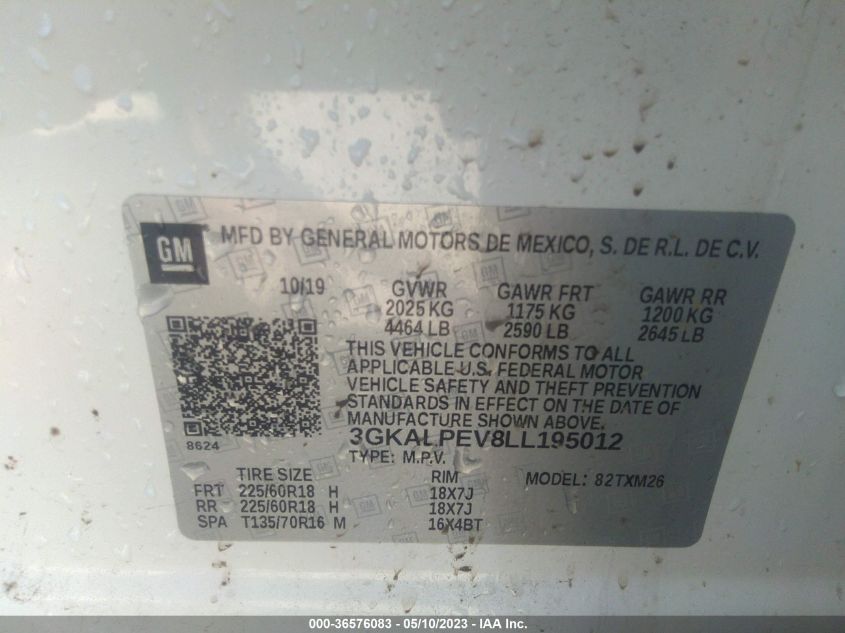 GM
MFD BY GENERAL MOTORS DE MEXICO, S. DE R.L. DE C.V.
10/19 GVWR GAWR FRT GAWR RR
2025 KG 1175 KG 1200 KG
4464 LB 2590 LB 2645 LB
THIS VEHICLE CONFORMS TO ALL
APPLICABLE U.S. FEDERAL MOTOR
VEHICLE SAFETY AND THEFT PREVENTION
STANDARDS IN EFFECT ON THE DATE OF
MANUFACTURE SHOWN ABOVE.
8624
3GKALPEV8LL195012
TYPE: M.P.V.
TIRE SIZE RIM MODEL: 82TXM26
FRT 225/60R18 H 18X7J
RR 225/60R18 H 18X7J
SPA T135/70R16 M 16X4BT
000-36576083 - 05/10/2023 - IAA Inc.